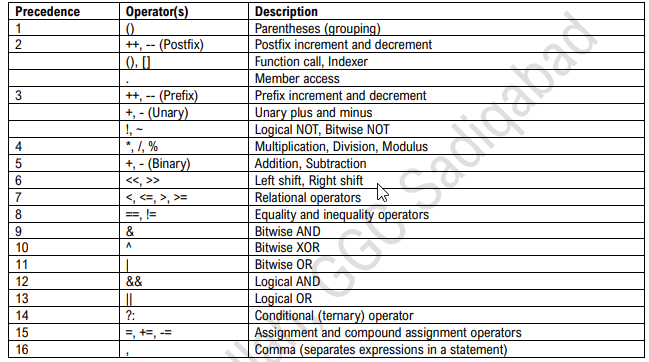 Precedence Operator(s) Description
1 () Parentheses (grouping)
2 ++, -- (Postfix) Postfix increment and decrement
(), [] Function call, Indexer
. Member access
3 ++, -- (Prefix) Prefix increment and decrement
+, - (Unary) Unary plus and minus
!, ~ Logical NOT, Bitwise NOT
4 *, /, % Multiplication, Division, Modulus
5 +, - (Binary) Addition, Subtraction
6 <<, >> Left shift, Right shift
7 <, <=, >, >= Relational operators
8 ==, != Equality and inequality operators
9 & Bitwise AND
10 ^ Bitwise XOR
11 | Bitwise OR
12 && Logical AND
13 || Logical OR
14 ?: Conditional (ternary) operator
15 =, +=, -= Assignment and compound assignment operators
16 , Comma (separates expressions in a statement)
GGC Sadiqabad